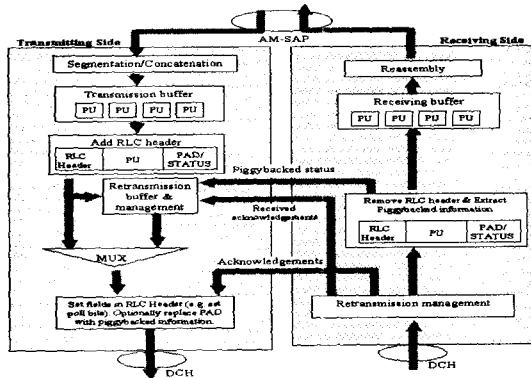 AM-SAP
Transmitting Side
Segmentation/Concatenation
Transmission buffer
PU PU PU PU
Add RLC header
RLC Header
PU
PAD/ STATUS
Retransmission
buffer &
management
MUX
Set fields in RLC Header (e.g. set
poll bits). Optionally replace PAD
with piggybacked information.
DCH
Piggybacked status
Received
acknowledgements
Acknowledgements
Receiving Side
Reassembly
Receiving buffer
PU PU PU PU
Remove RLC header & Extract
Piggybacked information
RLC Header
PU
PAD/ STATUS
Retransmission management
DCH